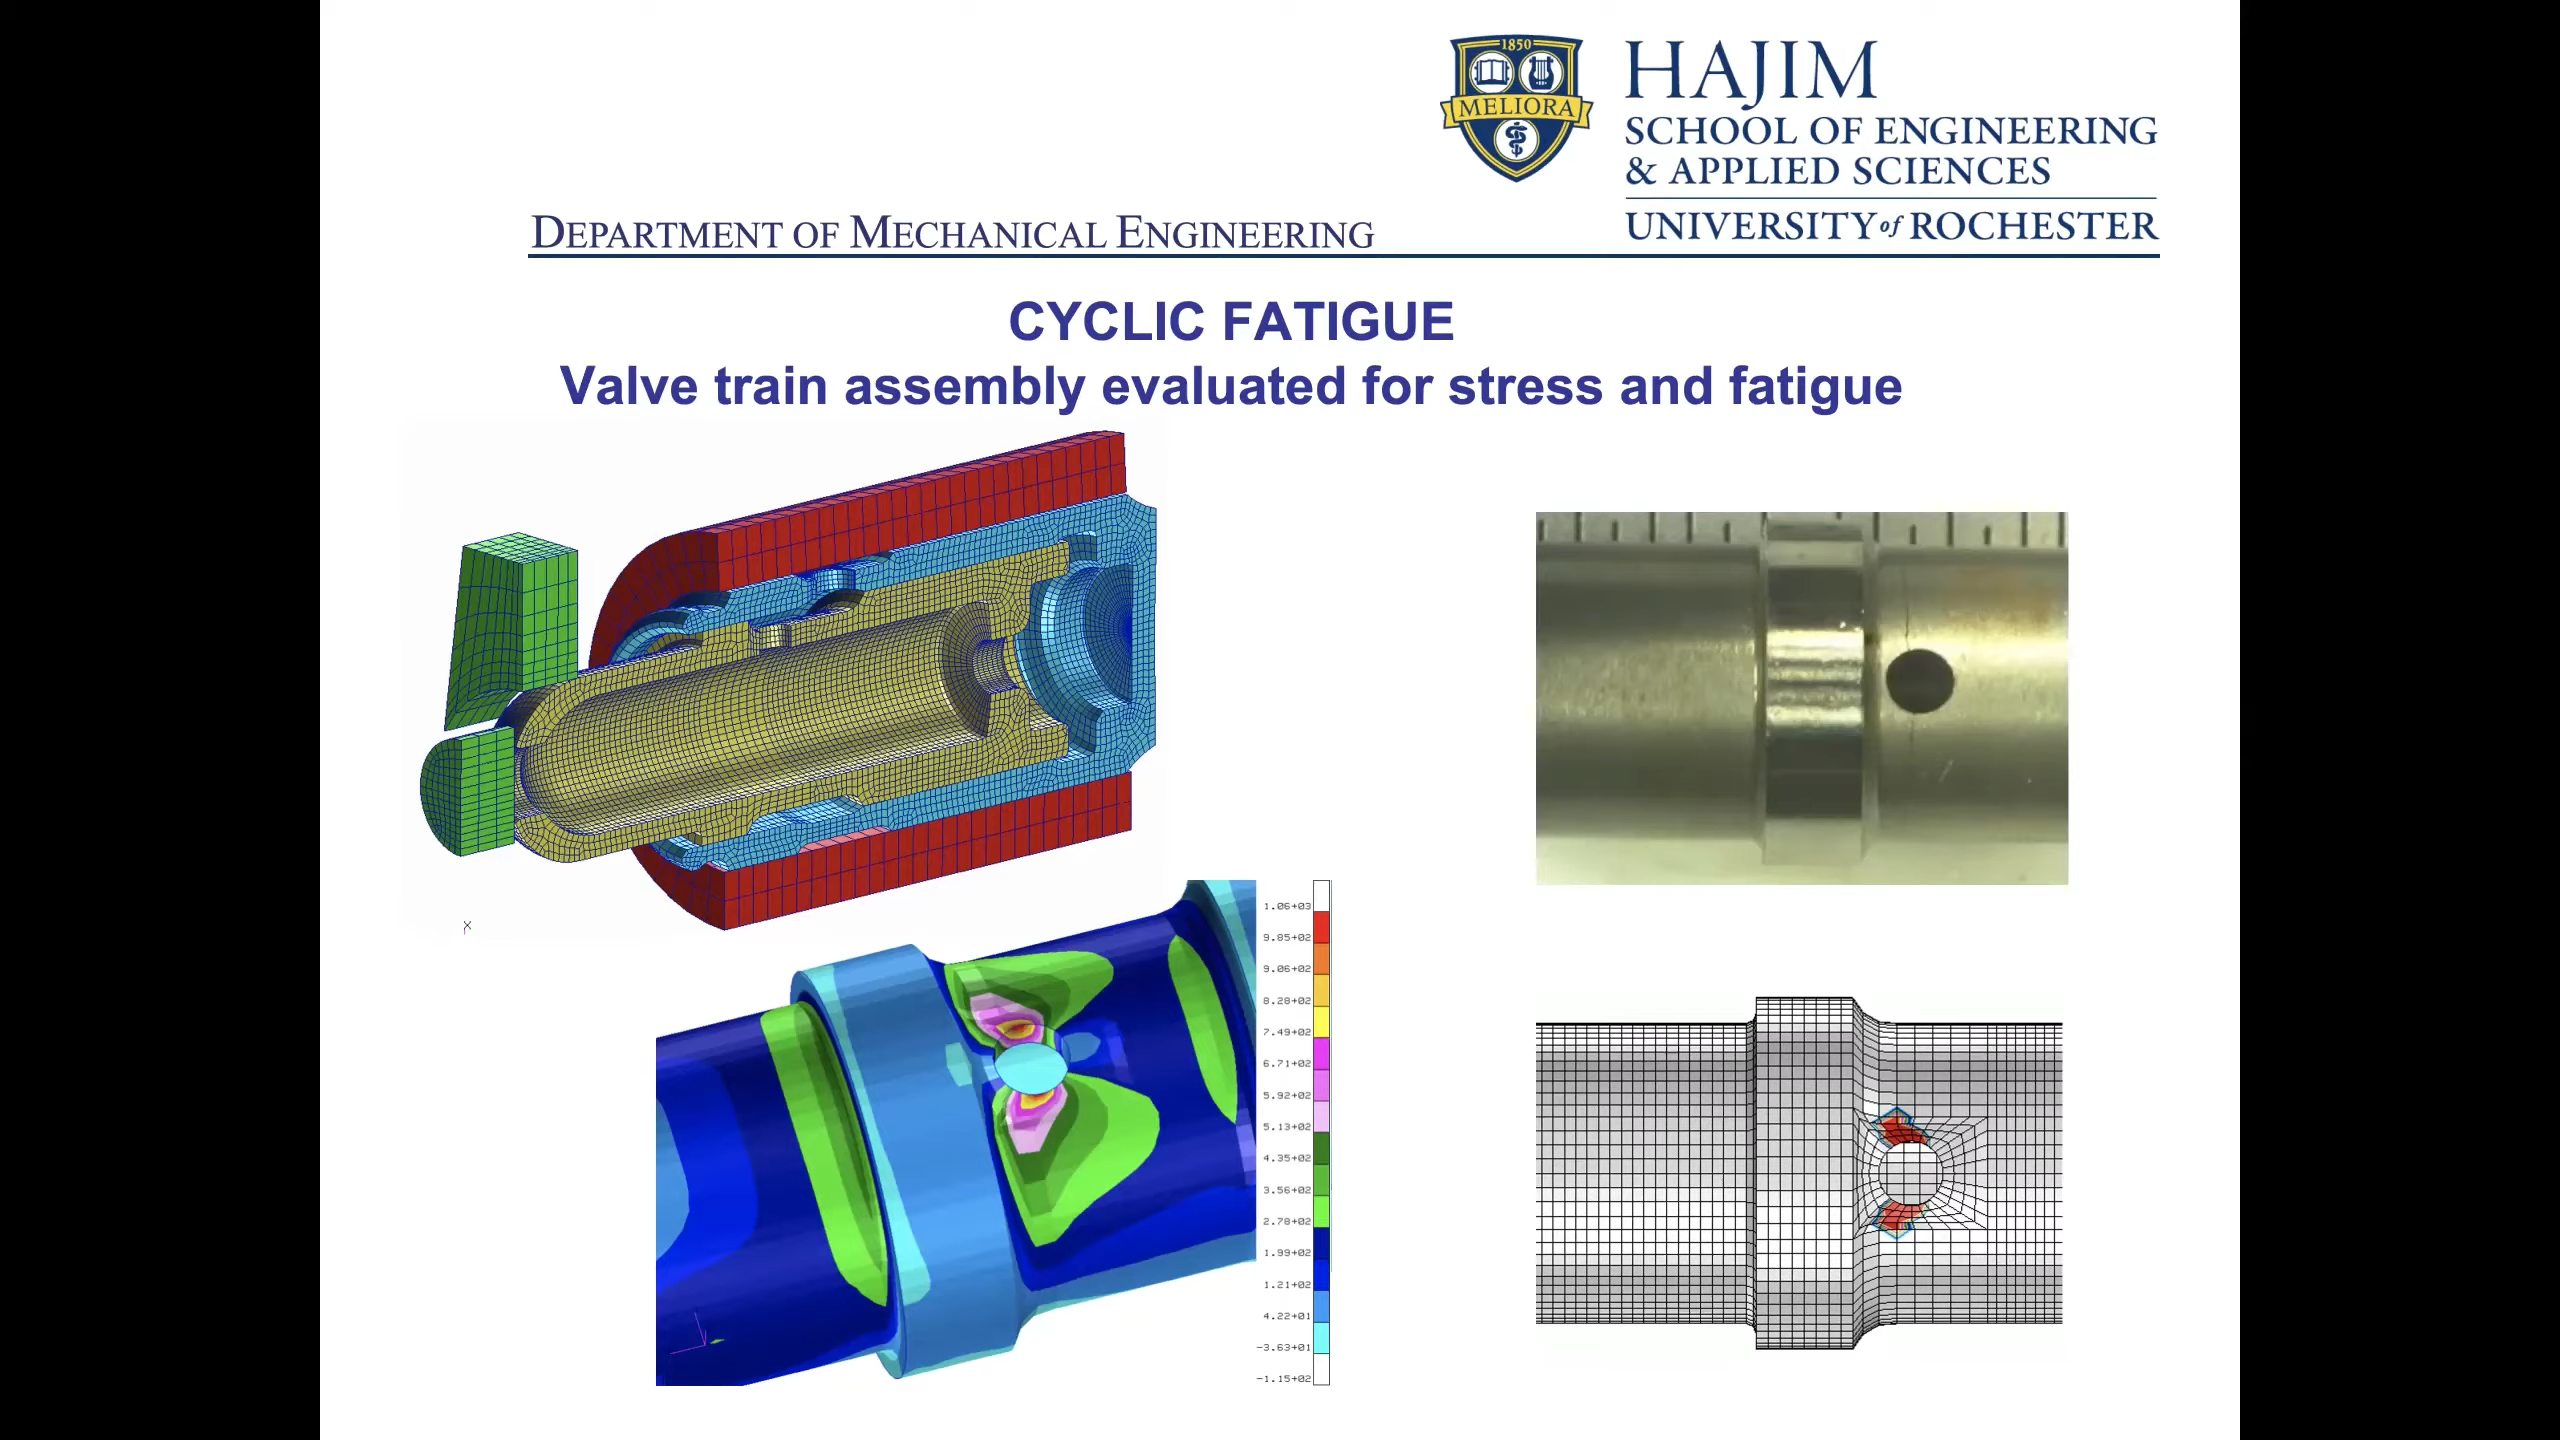 1850
MELIORA
HAJIM
SCHOOL OF ENGINEERING
& APPLIED SCIENCES
UNIVERSITY of ROCHESTER
DEPARTMENT OF MECHANICAL ENGINEERING
CYCLIC FATIGUE
Valve train assembly evaluated for stress and fatigue
X
1.06+03
9.85+02
9.06+02
8.28+02
7.49+02
6.71+02
5.92+02
5.13+02
4.35+02
3.56+02
2.78+02
1.99+02
1.21+02
4.22+01
-3.63+01
-1.15+02